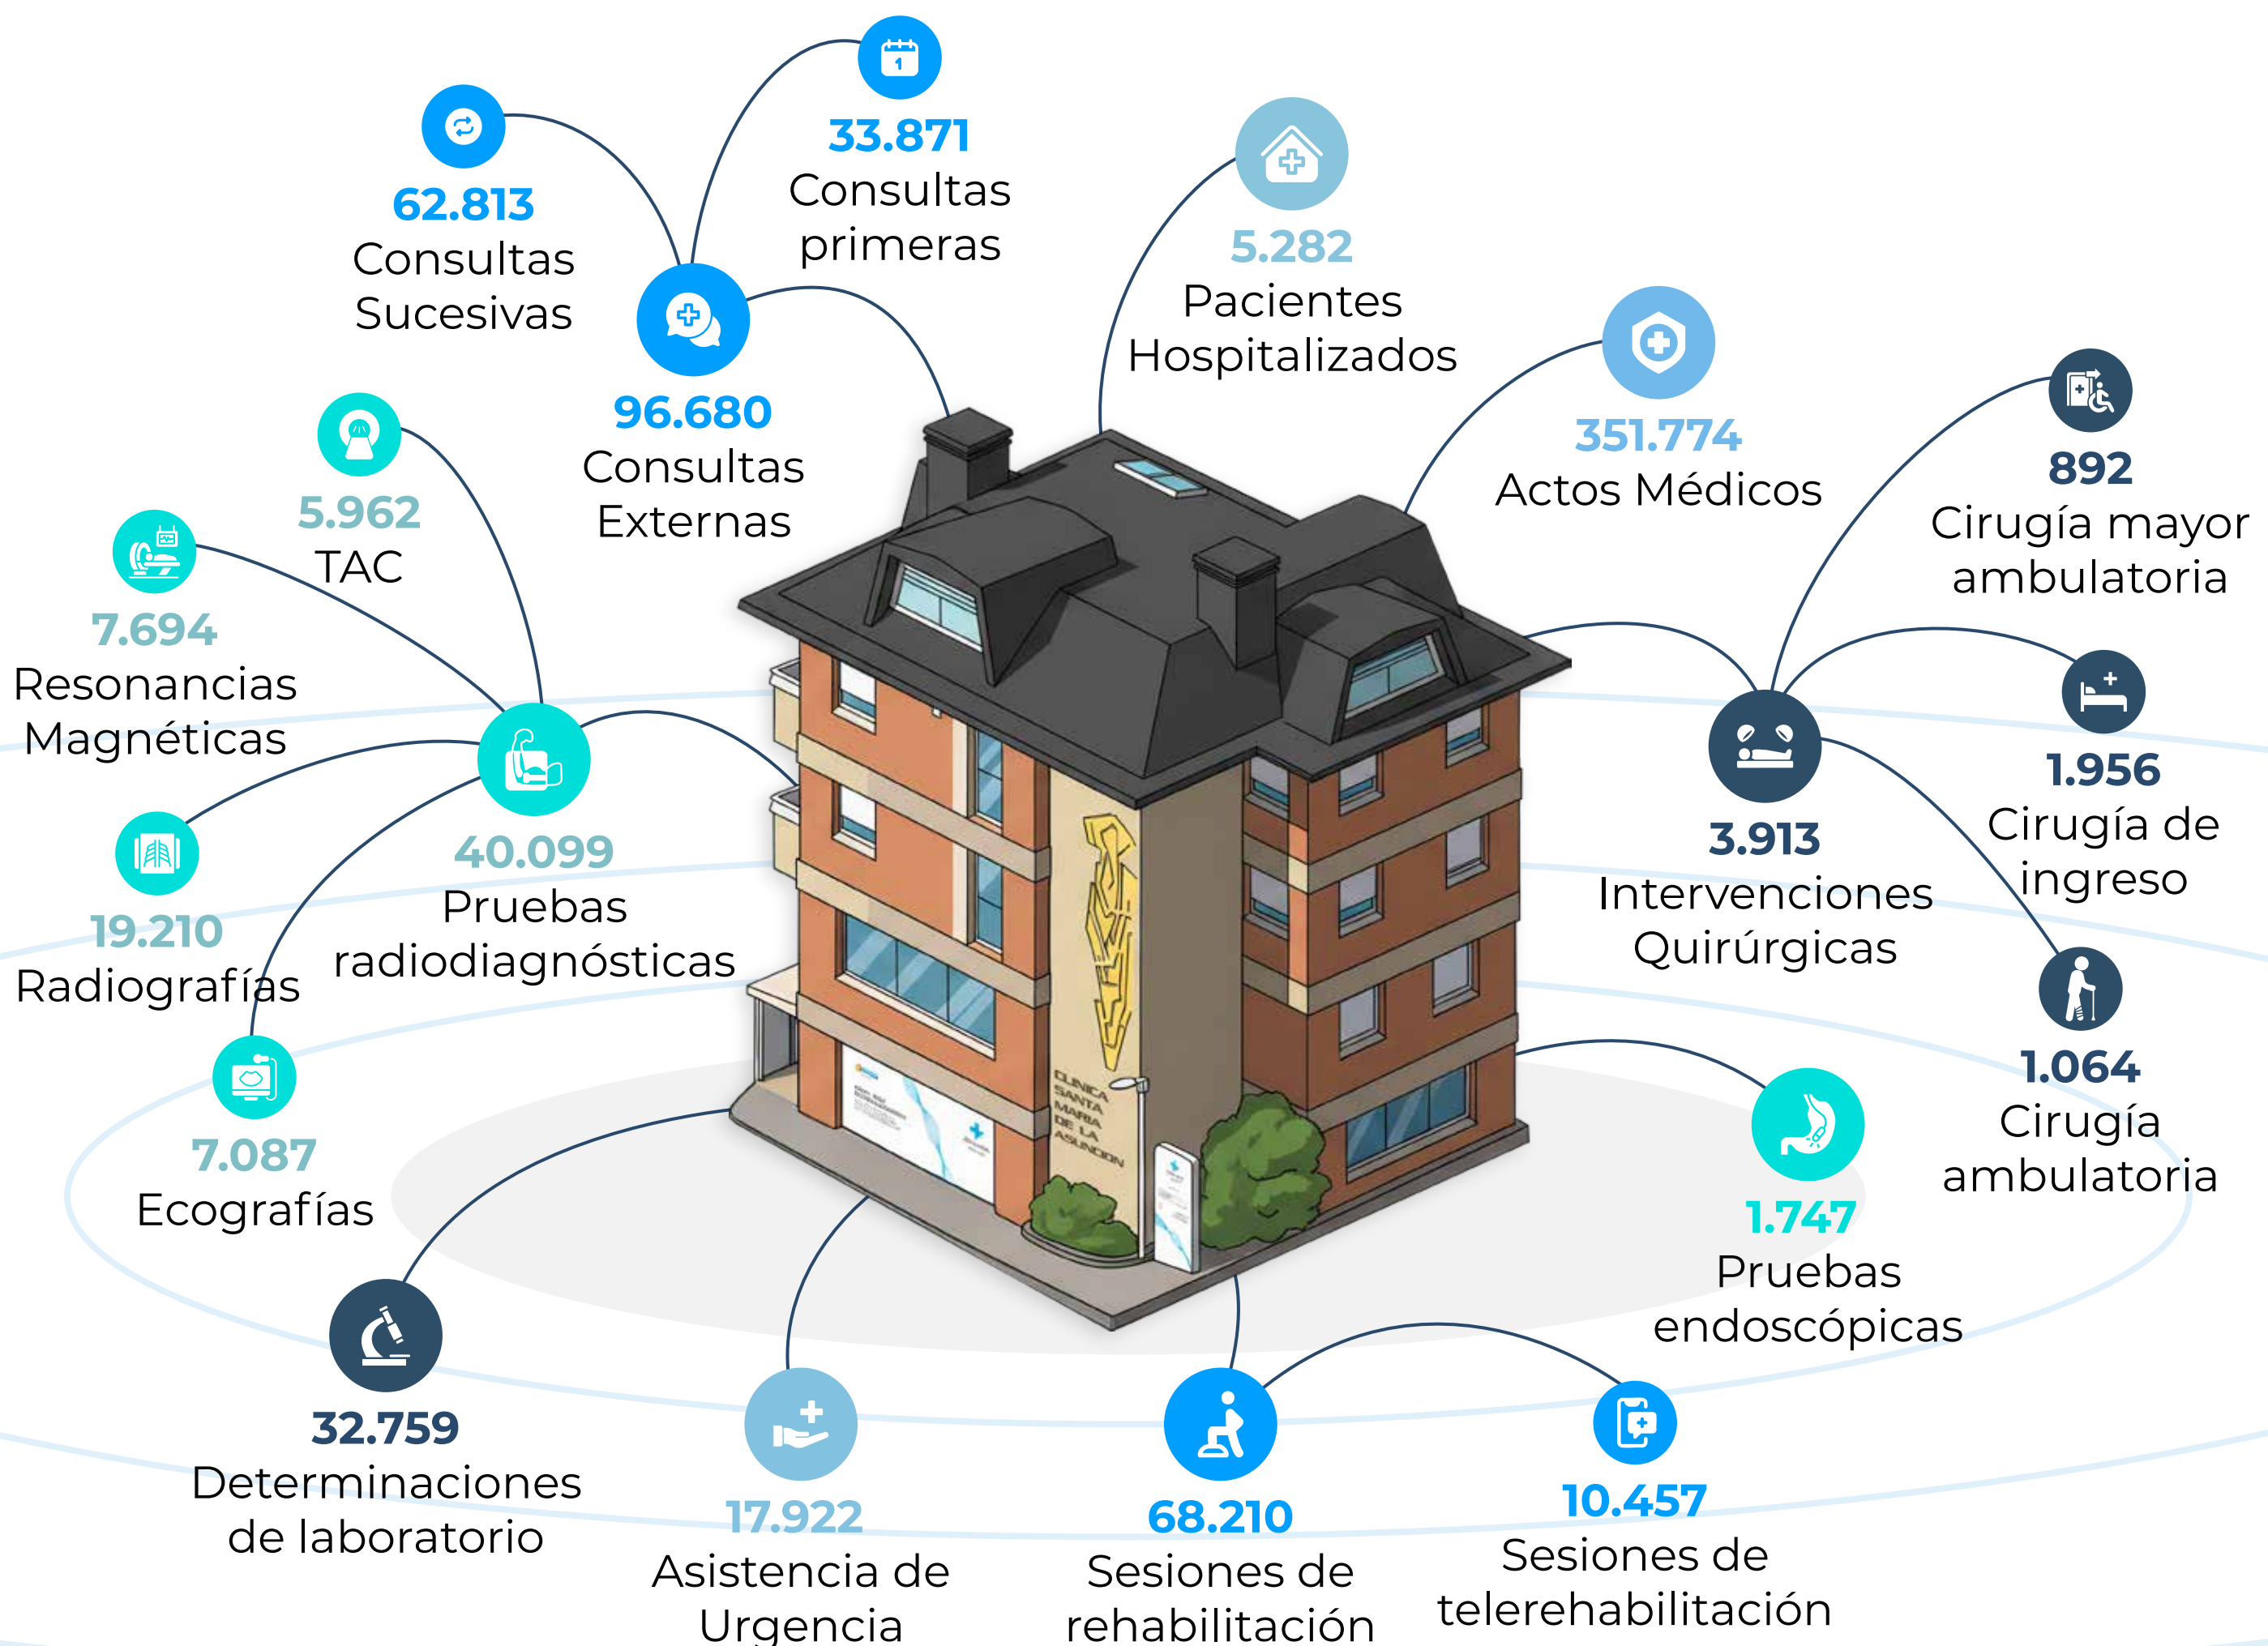 33.871
Consultas
primeras
62.813
Consultas
Sucesivas
96.680
Consultas
Externas
5.282
Pacientes
Hospitalizados
351.774
Actos Médicos
892
Cirugía mayor
ambulatoria
1.956
Cirugía de
ingreso
1.064
Cirugía
ambulatoria
3.913
Intervenciones
Quirúrgicas
5.962
TAC
7.694
Resonancias
Magnéticas
19.210
Radiografías
7.087
Ecografías
40.099
Pruebas
radiodiagnósticas
CLINICA
SANTA
MARIA
DE LA
ASUNCION
1.747
Pruebas
endoscópicas
32.759
Determinaciones
de laboratorio
17.922
Asistencia de
Urgencia
68.210
Sesiones de
rehabilitación
10.457
Sesiones de
telerehabilitación
1